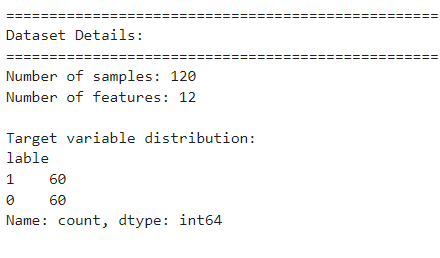 ====================================================
Dataset Details:
====================================================
Number of samples: 120
Number of features: 12
Target variable distribution:
lable
1    60
0    60
Name: count, dtype: int64